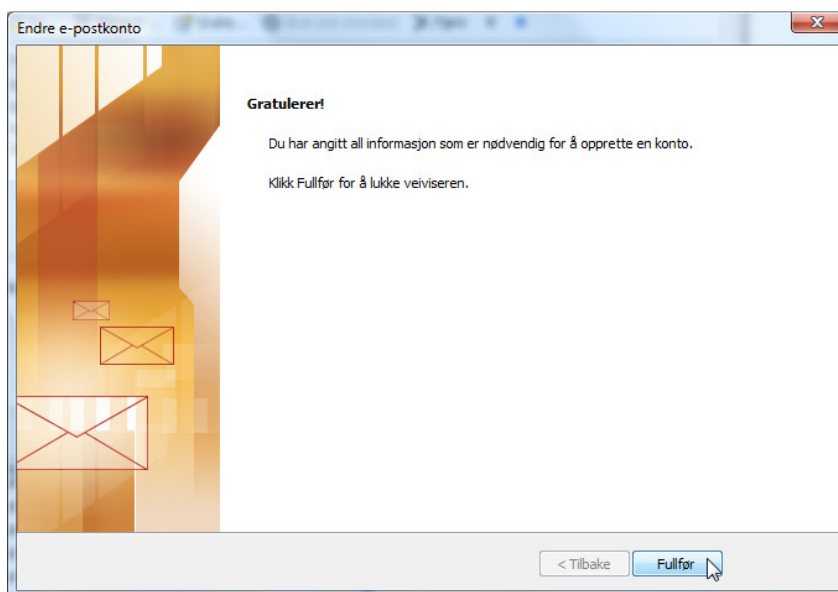 Endre e-postkonto
Gratulerer!
Du har angitt all informasjon som er nødvendig for å opprette en konto.
Klikk Fullfør for å lukke veiviseren.
< Tilbake
Fullfør